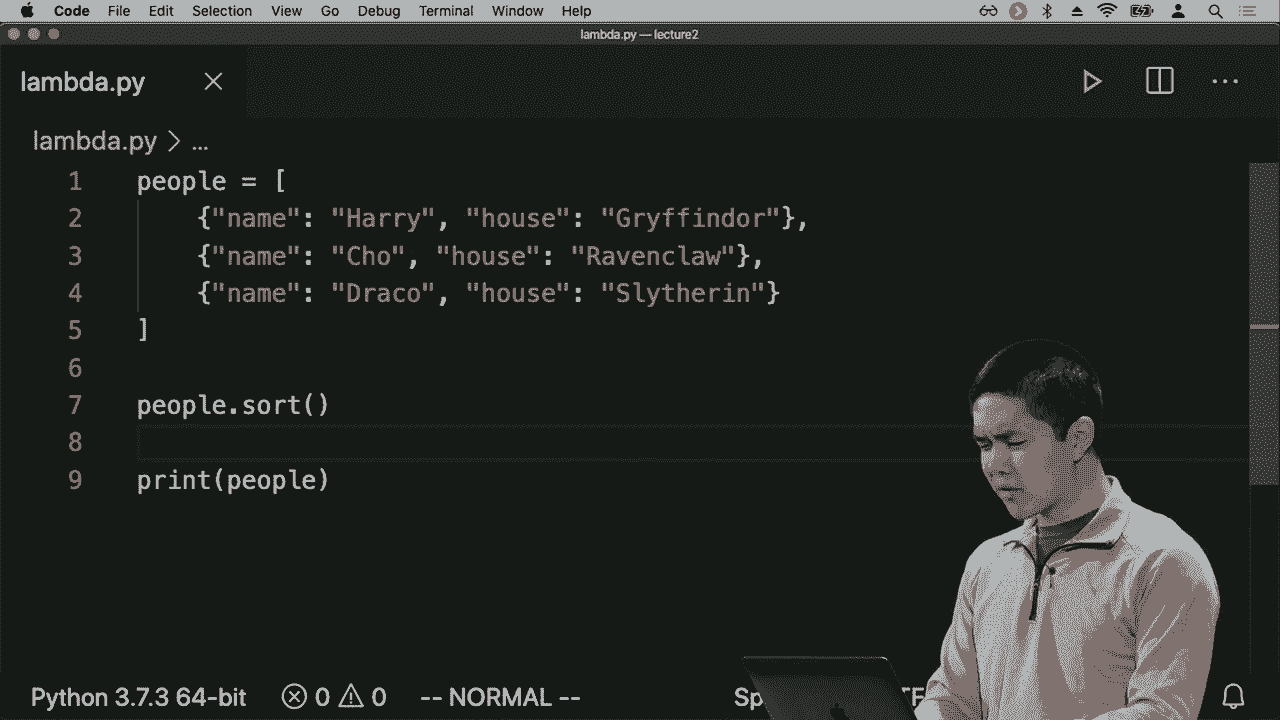 Code File Edit Selection View Go Debug Terminal Window Help
lambda.py — lecture2
lambda.py
lambda.py > ...
1 people = [
2 {"name": "Harry", "house": "Gryffindor"},
3 {"name": "Cho", "house": "Ravenclaw"},
4 {"name": "Draco", "house": "Slytherin"}
5 ]
6
7 people.sort()
8
9 print(people)
Python 3.7.3 64-bit 0 0 -- NORMAL --